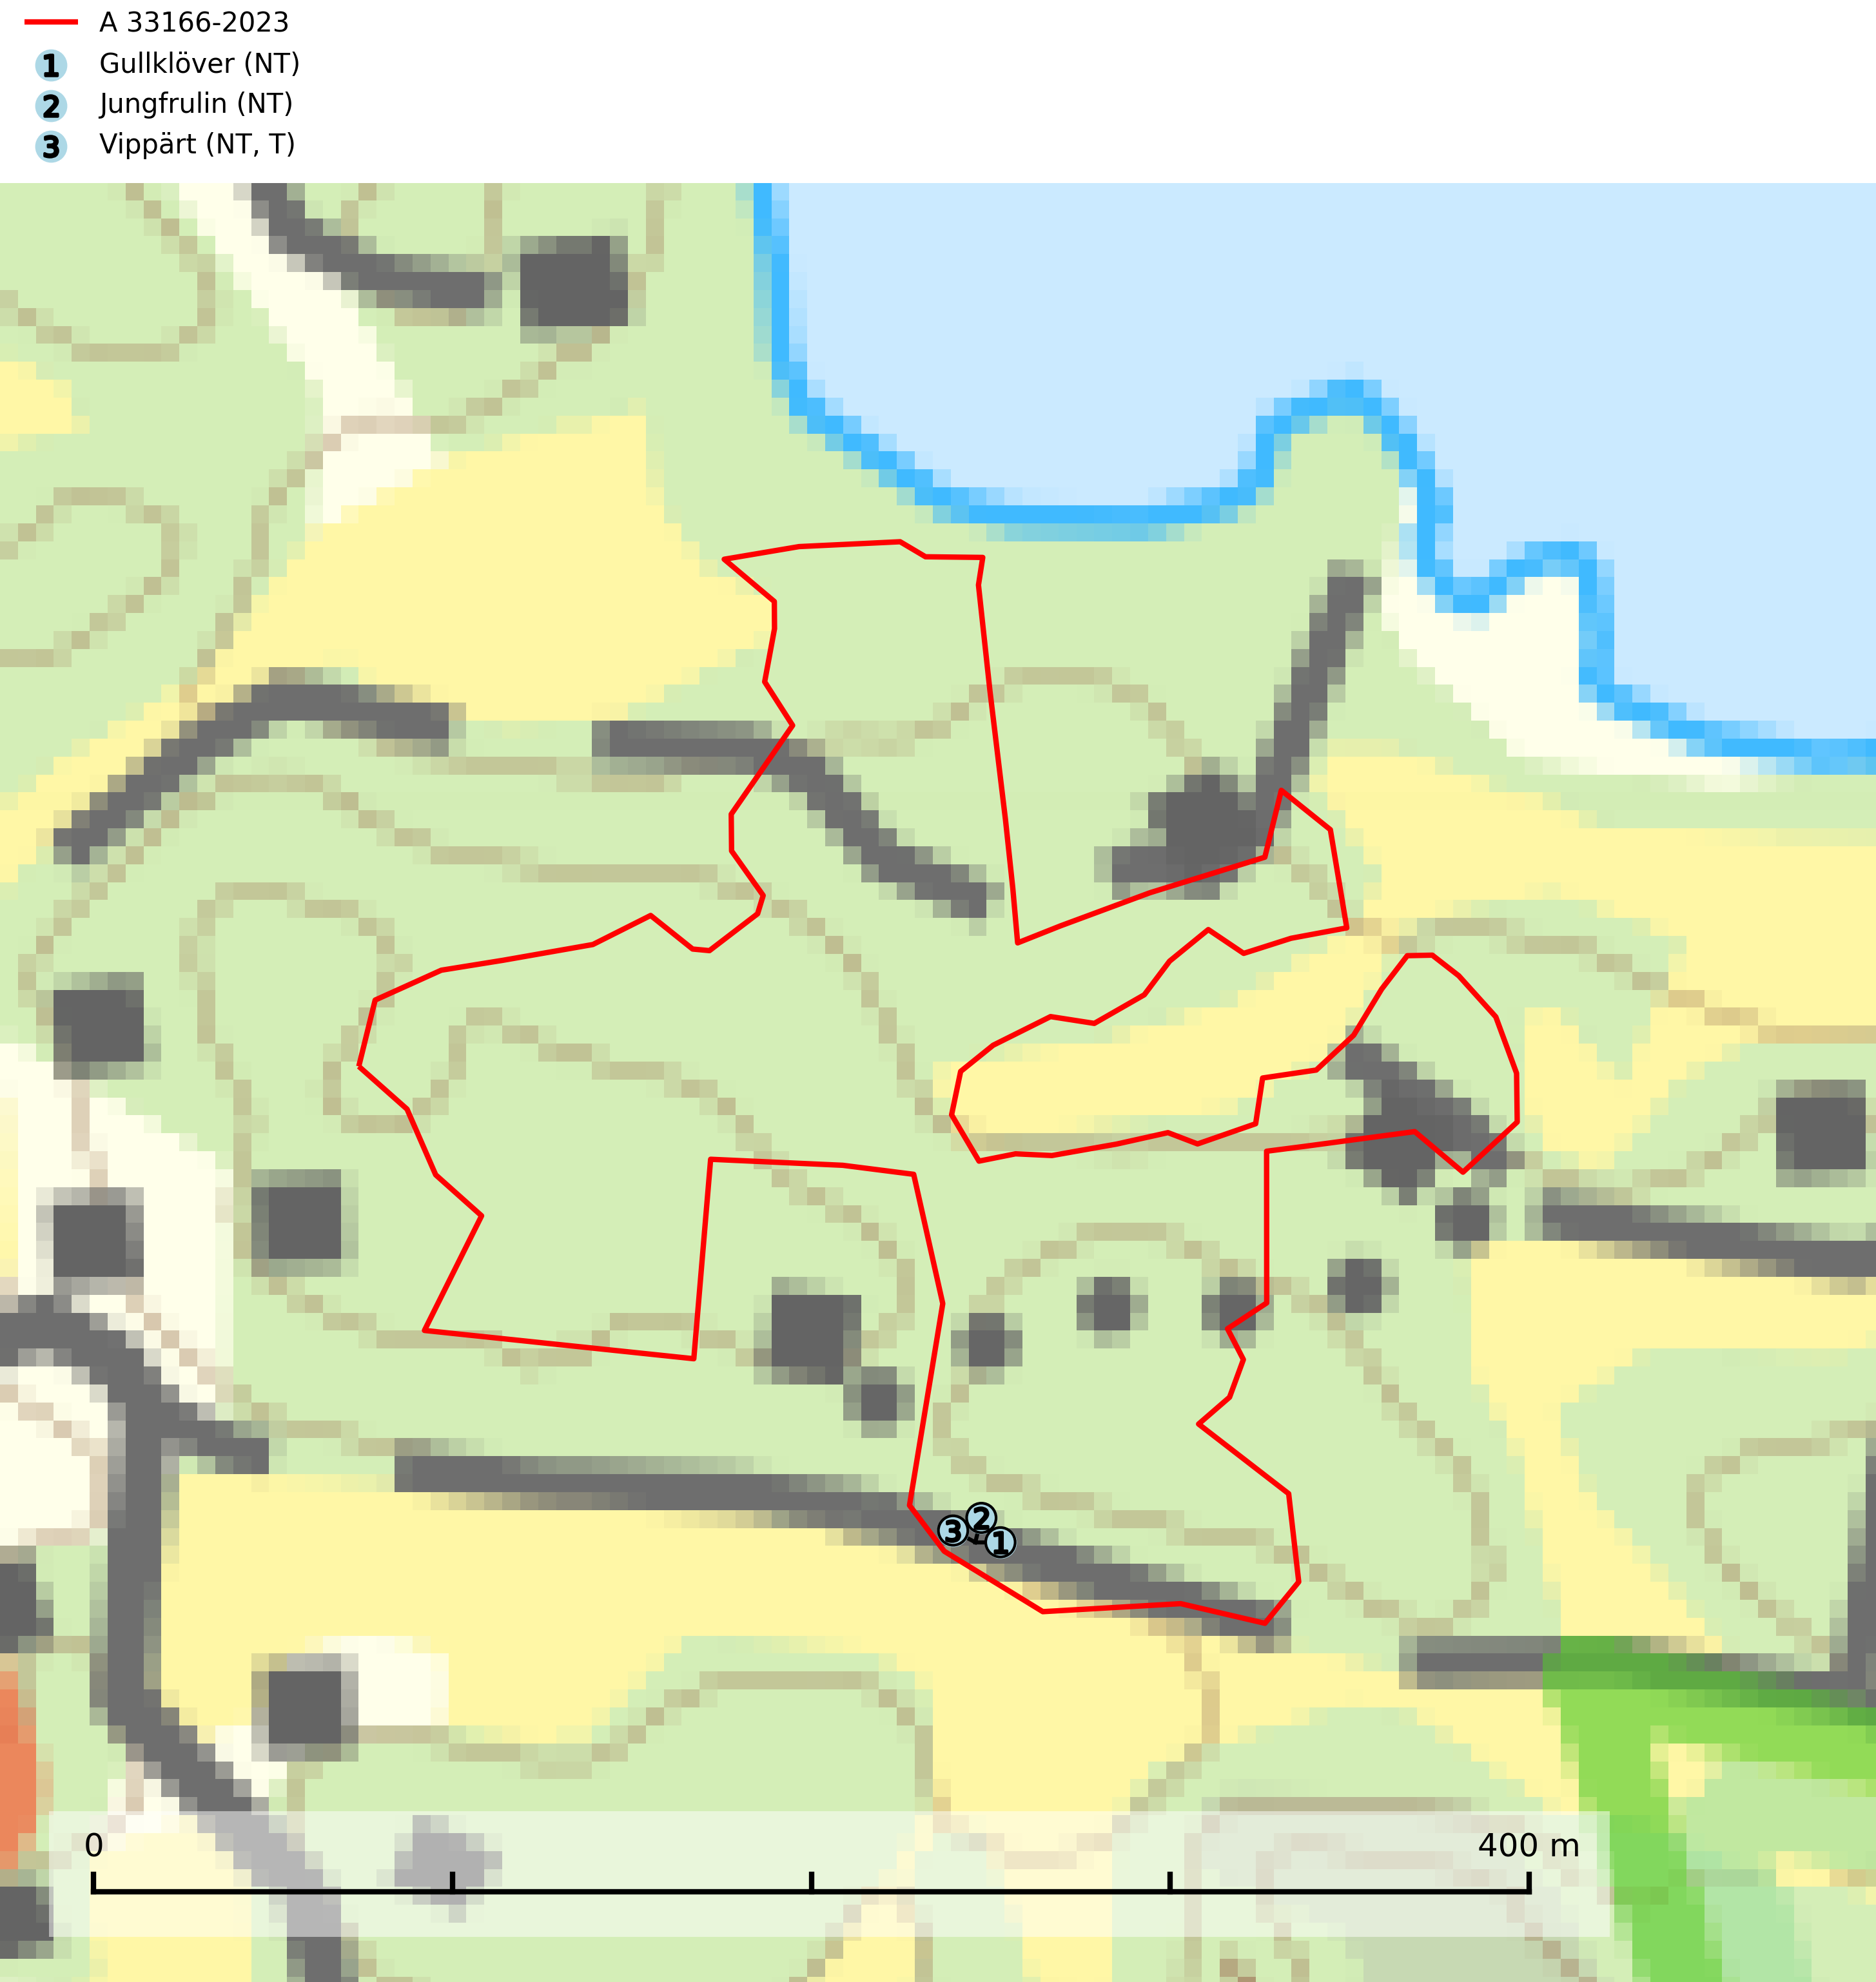 A 33166-2023
1 Gullklöver (NT)
2 Jungfrulin (NT)
3 Vippärt (NT, T)
3 2 1
0 400 m